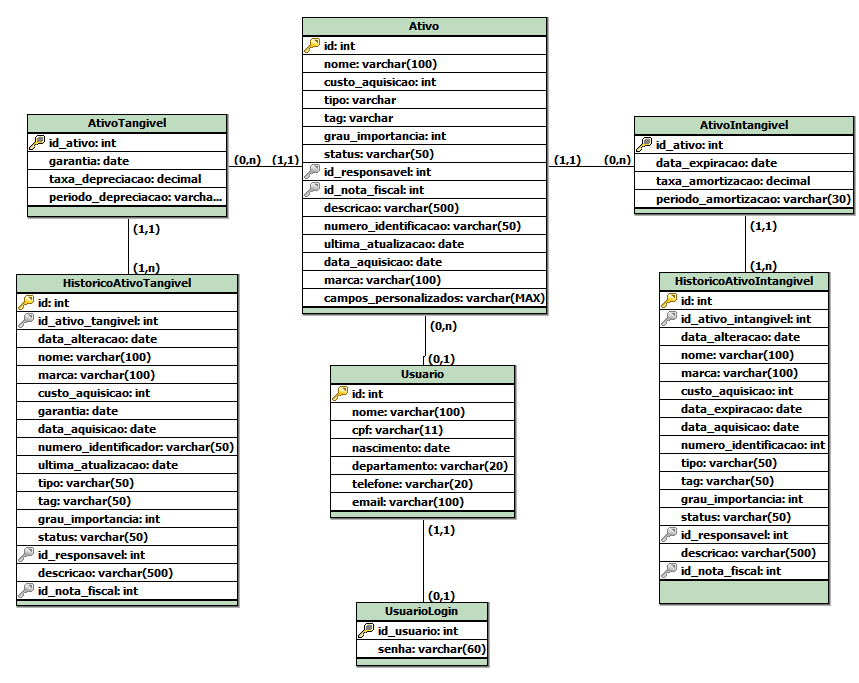 Ativo
id: int
nome: varchar(100)
custo_aquisicao: int
tipo: varchar
tag: varchar
grau_importancia: int
status: varchar(50)
id_responsavel: int
id_nota_fiscal: int
descricao: varchar(500)
numero_identificacao: varchar(50)
ultima_atualizacao: date
data_aquisicao: date
marca: varchar(100)
campos_personalizados: varchar(MAX)
AtivoTangivel
id_ativo: int
garantia: date
taxa_depreciacao: decimal
periodo_depreciacao: varcha...
(0,n) (1,1)
(1,1) (0,n)
AtivoIntangivel
id_ativo: int
data_expiracao: date
taxa_amortizacao: decimal
periodo_amortizacao: varchar(30)
(1,1)
(1,n)
HistoricoAtivoTangivel
id: int
id_ativo_tangivel: int
data_alteracao: date
nome: varchar(100)
marca: varchar(100)
custo_aquisicao: int
garantia: date
data_aquisicao: date
numero_identificador: varchar(50)
ultima_atualizacao: date
tipo: varchar(50)
tag: varchar(50)
grau_importancia: int
status: varchar(50)
id_responsavel: int
descricao: varchar(500)
id_nota_fiscal: int
(0,n)
(0,1)
Usuario
id: int
nome: varchar(100)
cpf: varchar(11)
nascimento: date
departamento: varchar(20)
telefone: varchar(20)
email: varchar(100)
(1,1)
(0,1)
UsuarioLogin
id_usuario: int
senha: varchar(60)
(1,1)
(1,n)
HistoricoAtivoIntangivel
id: int
id_ativo_intangivel: int
data_alteracao: date
nome: varchar(100)
marca: varchar(100)
custo_aquisicao: int
data_expiracao: date
data_aquisicao: date
numero_identificacao: int
tipo: varchar(50)
tag: varchar(50)
grau_importancia: int
status: varchar(50)
id_responsavel: int
descricao: varchar(500)
id_nota_fiscal: int